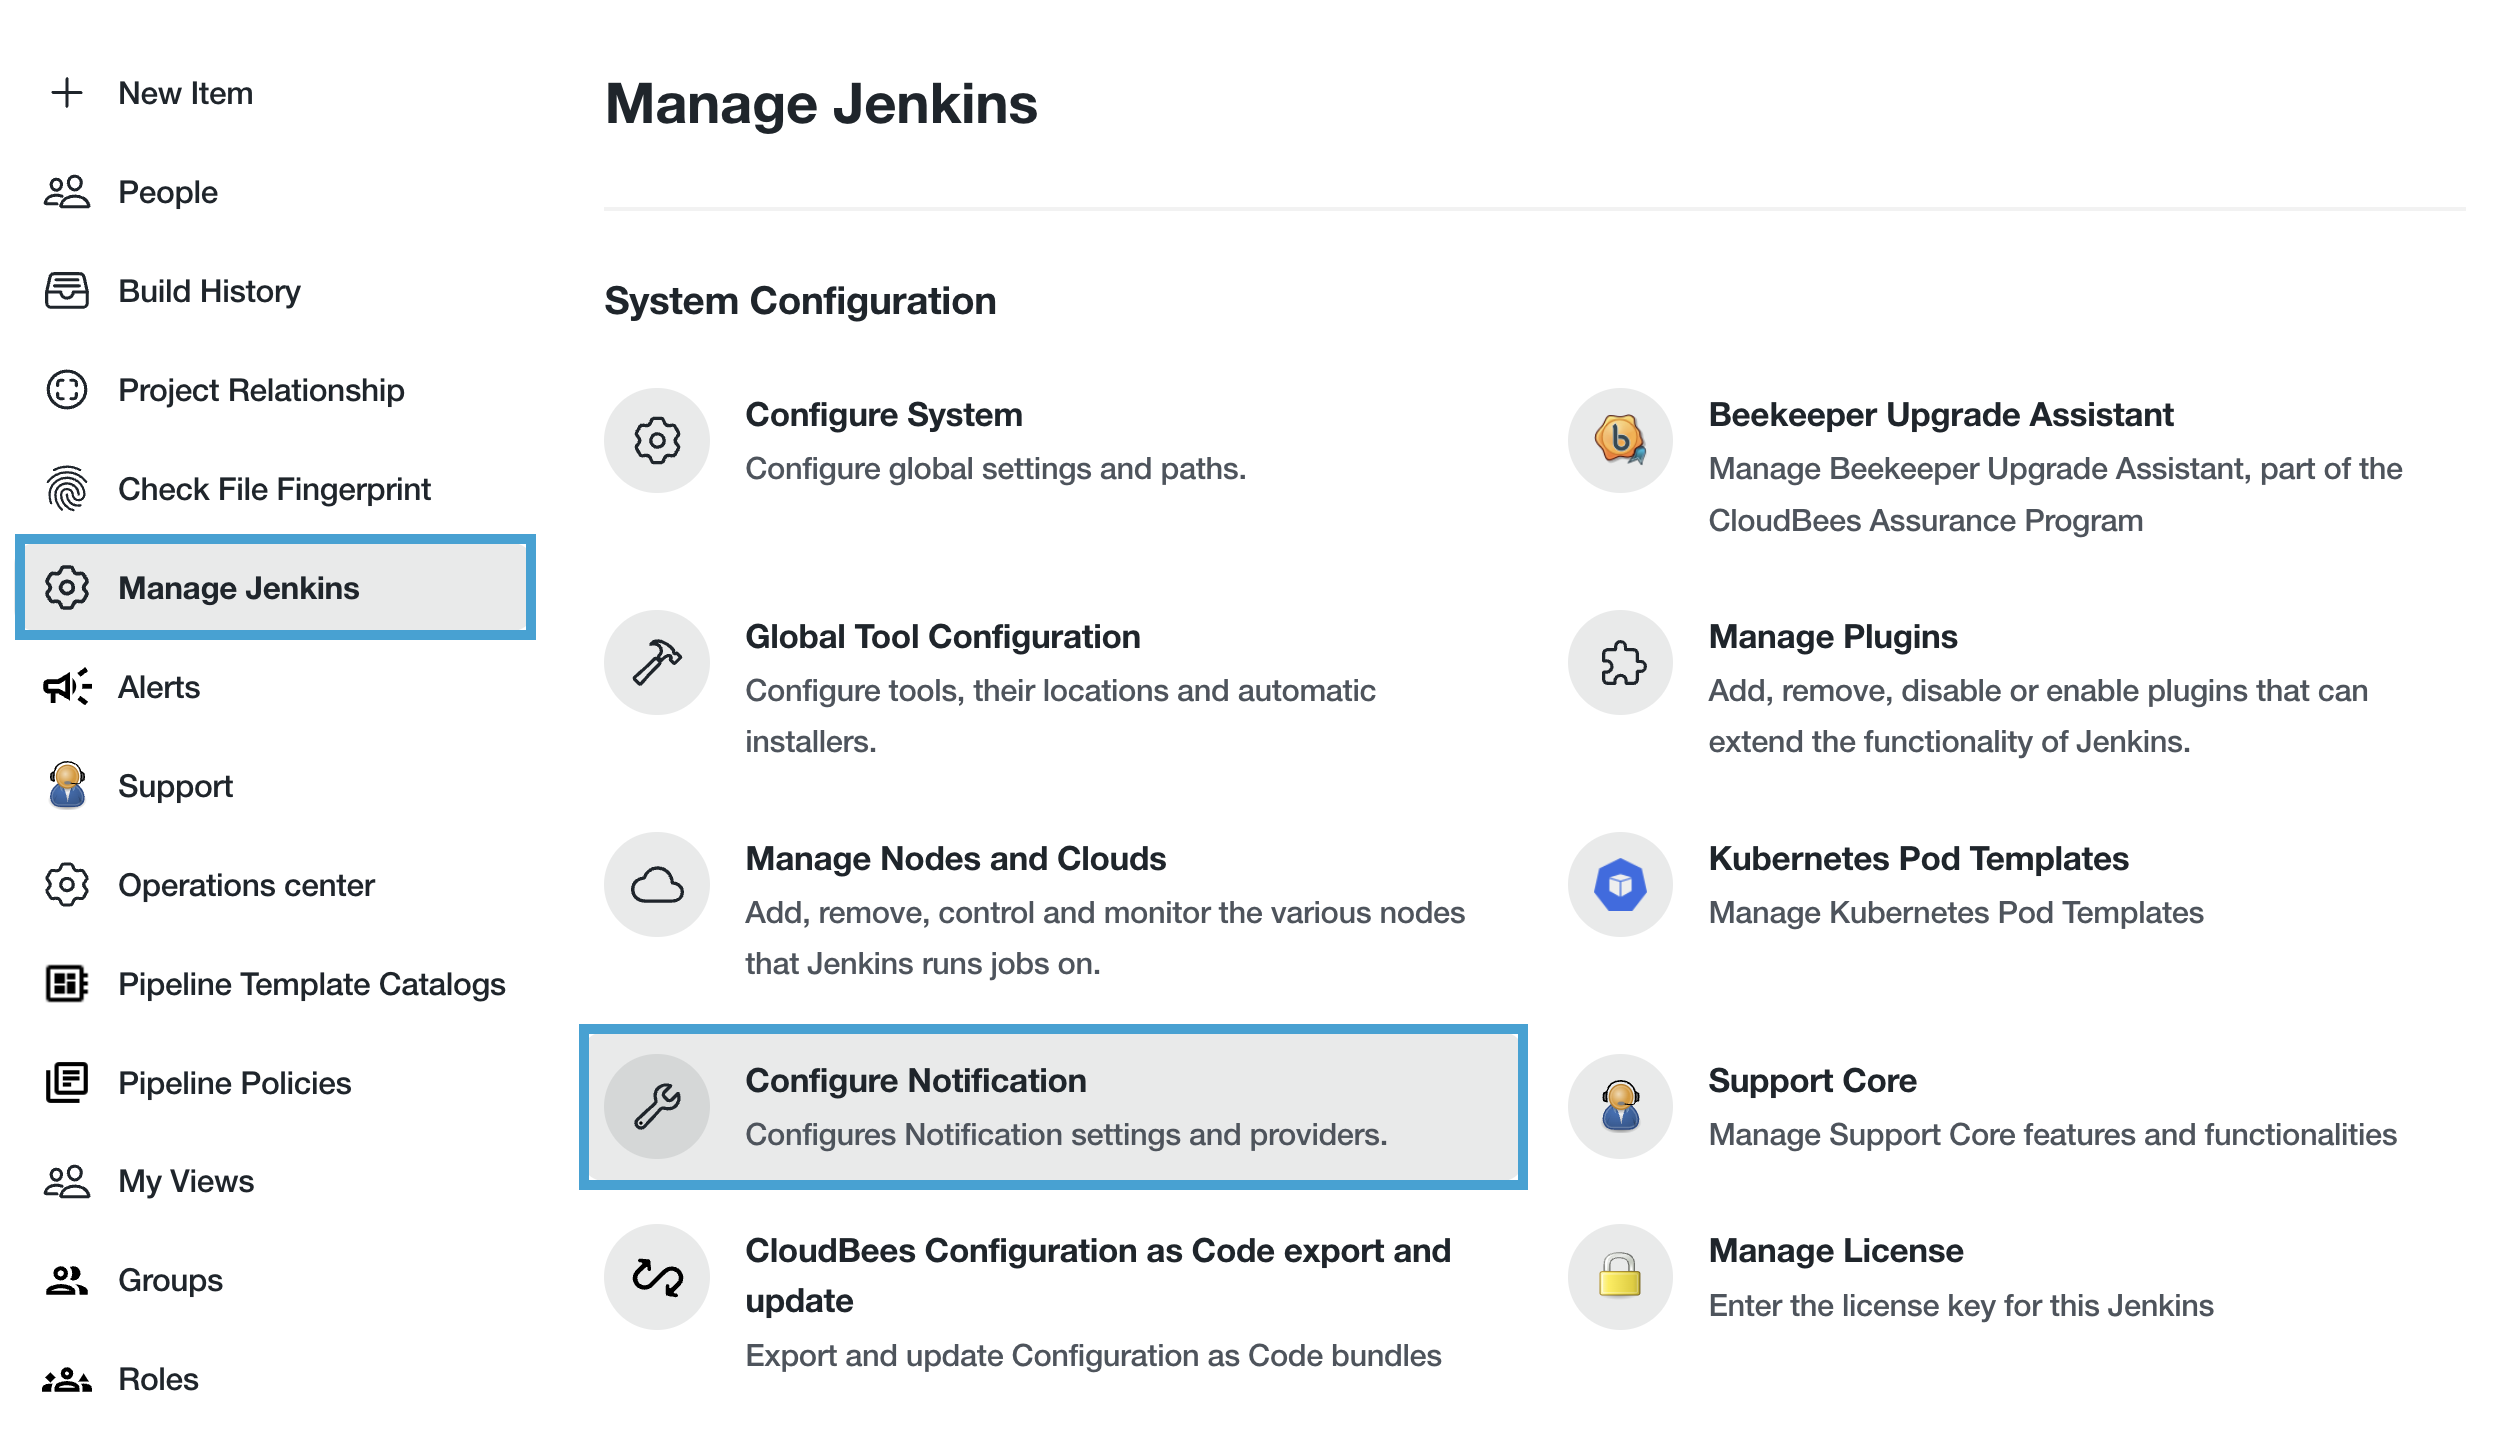 New Item
People
Build History
Project Relationship
Check File Fingerprint
Manage Jenkins
Alerts
Support
Operations center
Pipeline Template Catalogs
Pipeline Policies
My Views
Groups
Roles
Manage Jenkins
System Configuration
Configure System
Configure global settings and paths.
Beekeeper Upgrade Assistant
Manage Beekeeper Upgrade Assistant, part of the
CloudBees Assurance Program
Global Tool Configuration
Configure tools, their locations and automatic
installers.
Manage Plugins
Add, remove, disable or enable plugins that can
extend the functionality of Jenkins.
Manage Nodes and Clouds
Add, remove, control and monitor the various nodes
that Jenkins runs jobs on.
Kubernetes Pod Templates
Manage Kubernetes Pod Templates
Configure Notification
Configures Notification settings and providers.
Support Core
Manage Support Core features and functionalities
CloudBees Configuration as Code export and
update
Export and update Configuration as Code bundles
Manage License
Enter the license key for this Jenkins